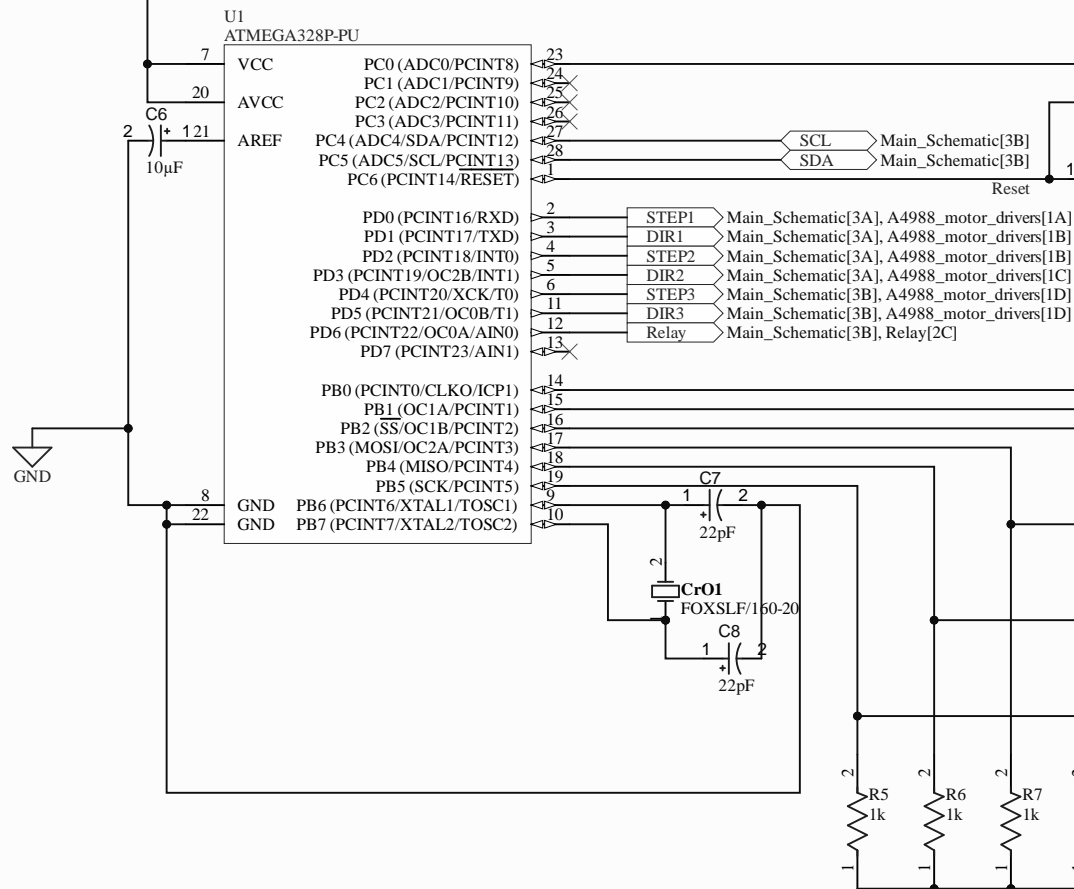 U1
ATMEGA328P-PU
7 VCC PC0 (ADC0/PCINT8) 23
PC1 (ADC1/PCINT9) 24
20 AVCC PC2 (ADC2/PCINT10) 25
PC3 (ADC3/PCINT11) 26
C6
2 + 1 21 AREF PC4 (ADC4/SDA/PCINT12) 27 SCL Main_Schematic[3B]
10µF PC5 (ADC5/SCL/PCINT13) 28 SDA Main_Schematic[3B]
PC6 (PCINT14/RESET) 1 1
Reset
PD0 (PCINT16/RXD) 2 STEP1 Main_Schematic[3A], A4988_motor_drivers[1A]
PD1 (PCINT17/TXD) 3 DIR1 Main_Schematic[3A], A4988_motor_drivers[1B]
PD2 (PCINT18/INT0) 4 STEP2 Main_Schematic[3A], A4988_motor_drivers[1B]
PD3 (PCINT19/OC2B/INT1) 5 DIR2 Main_Schematic[3A], A4988_motor_drivers[1C]
PD4 (PCINT20/XCK/T0) 6 STEP3 Main_Schematic[3B], A4988_motor_drivers[1D]
PD5 (PCINT21/OC0B/T1) 11 DIR3 Main_Schematic[3B], A4988_motor_drivers[1D]
PD6 (PCINT22/OC0A/AIN0) 12 Relay Main_Schematic[3B], Relay[2C]
PD7 (PCINT23/AIN1) 13
PB0 (PCINT0/CLKO/ICP1) 14
PB1 (OC1A/PCINT1) 15
PB2 (SS/OC1B/PCINT2) 16
PB3 (MOSI/OC2A/PCINT3) 17
PB4 (MISO/PCINT4) 18
GND
PB5 (SCK/PCINT5) 19
8 GND PB6 (PCINT6/XTAL1/TOSC1) 9
22 GND PB7 (PCINT7/XTAL2/TOSC2) 10
C7
1 + 2
22pF
2
CrO1
FOXSLF/160-20
C8
1 + 2
22pF
2 2 2
R5 R6 R7
1k 1k 1k
1 1 1